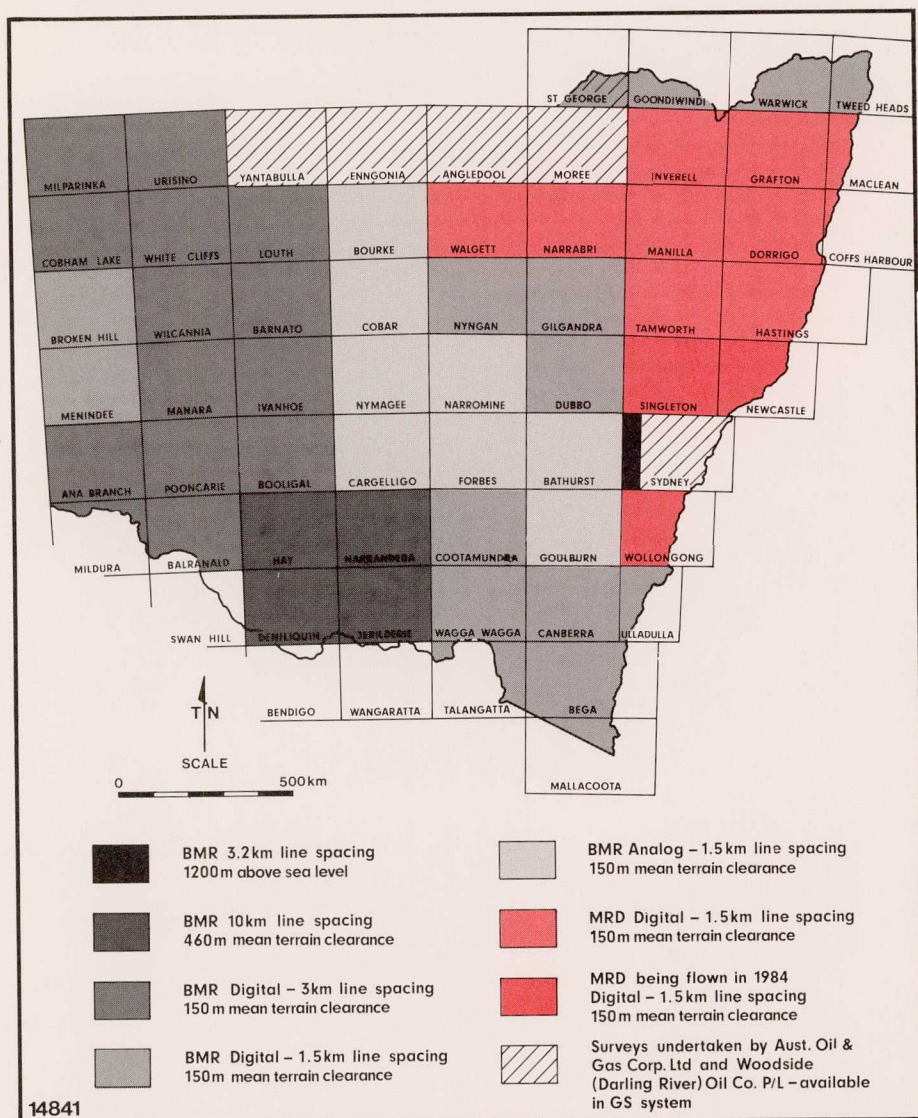 ST GEORGE GOONDIWINDI WARWICK TWEED HEADS
MILPARINKA URISINO YANTABULLA ENNGONIA ANGLEDOOL MOREE INVERELL GRAFTON MACLEAN
COBHAM LAKE WHITE CLIFFS LOUTH BOURKE WALGETT NARRABRI MANILLA DORRIGO COFFS HARBOUR
BROKEN HILL WILCANNIA BARNATO COBAR NYNGAN GILGANDRA TAMWORTH HASTINGS
MENINDEE MANARA IVANHOE NYMAGEE NARROMINE DUBBO SINGLETON NEWCASTLE
ANA BRANCH POONCARIE BOOLIGAL CARGELLIGO FORBES BATHURST SYDNEY
MILDURA BALRANALD HAY NARRANDERA COOTAMUNDRA GOULBURN WOLLONGONG
SWAN HILL DENILIQUIN JERILDERIE WAGGA WAGGA CANBERRA ULLADULLA
BENDIGO WANGARATTA TALANGATTA BEGA
MALLACOOTA
TN
SCALE
0 500km
BMR 3.2km line spacing
1200m above sea level
BMR 10km line spacing
460m mean terrain clearance
BMR Digital – 3km line spacing
150m mean terrain clearance
BMR Digital – 1.5km line spacing
150m mean terrain clearance
BMR Analog – 1.5km line spacing
150m mean terrain clearance
MRD Digital – 1.5km line spacing
150m mean terrain clearance
MRD being flown in 1984
Digital – 1.5km line spacing
150m mean terrain clearance
Surveys undertaken by Aust. Oil &
Gas Corp. Ltd and Woodside
(Darling River) Oil Co. P/L – available
in GS system
14841